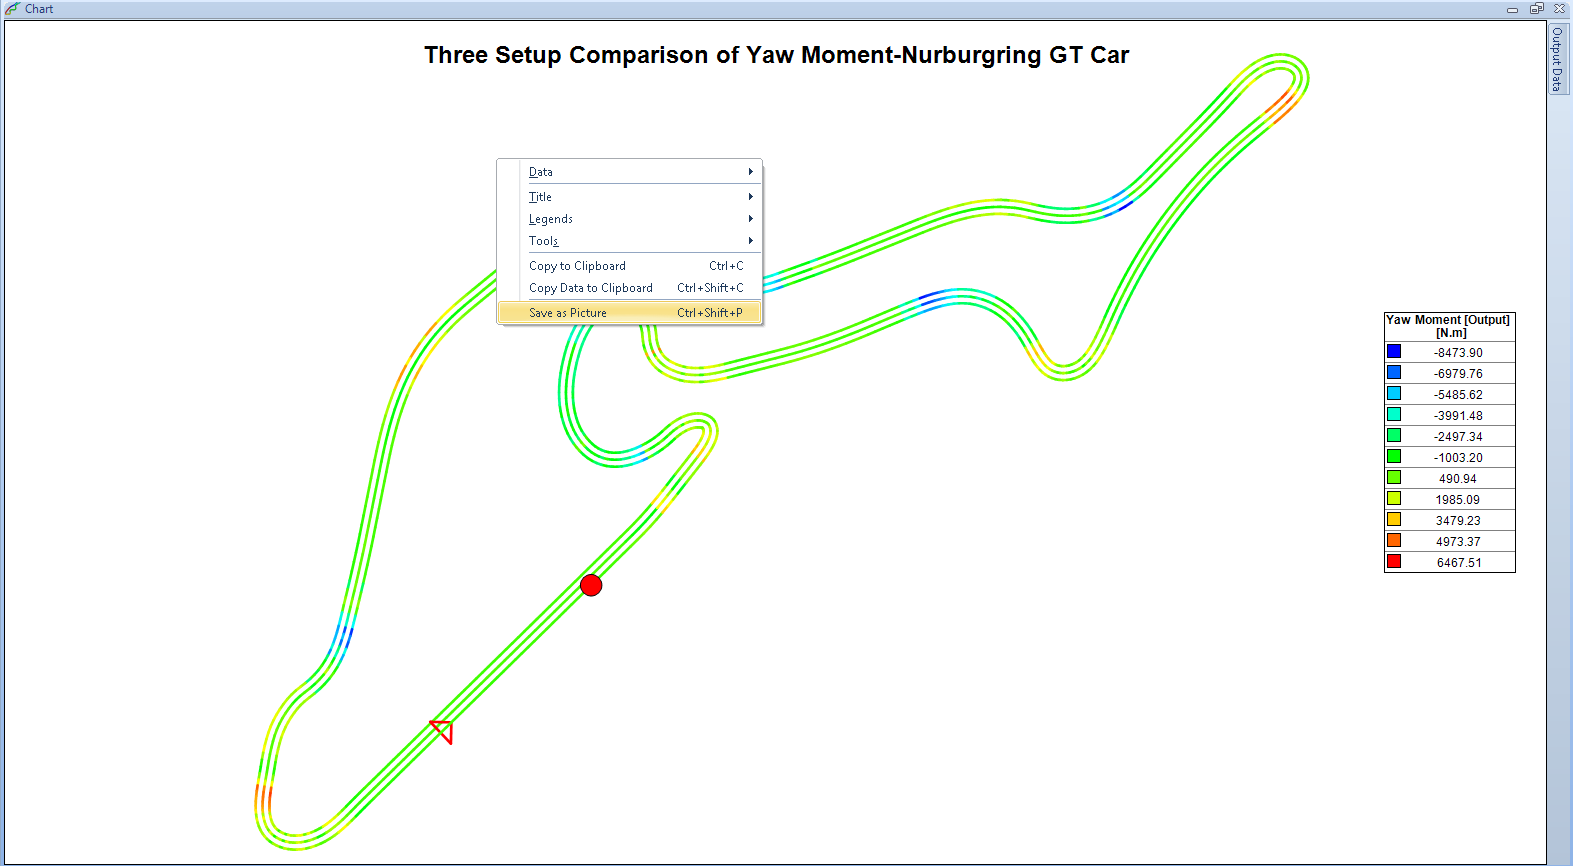 Chart
Output Data
Three Setup Comparison of Yaw Moment-Nurburgring GT Car
Data
Title
Legends
Tools
Copy to Clipboard Ctrl+C
Copy Data to Clipboard Ctrl+Shift+C
Save as Picture Ctrl+Shift+P
Yaw Moment [Output]
[N.m]
-8473.90
-6979.76
-5485.62
-3991.48
-2497.34
-1003.20
490.94
1985.09
3479.23
4973.37
6467.51